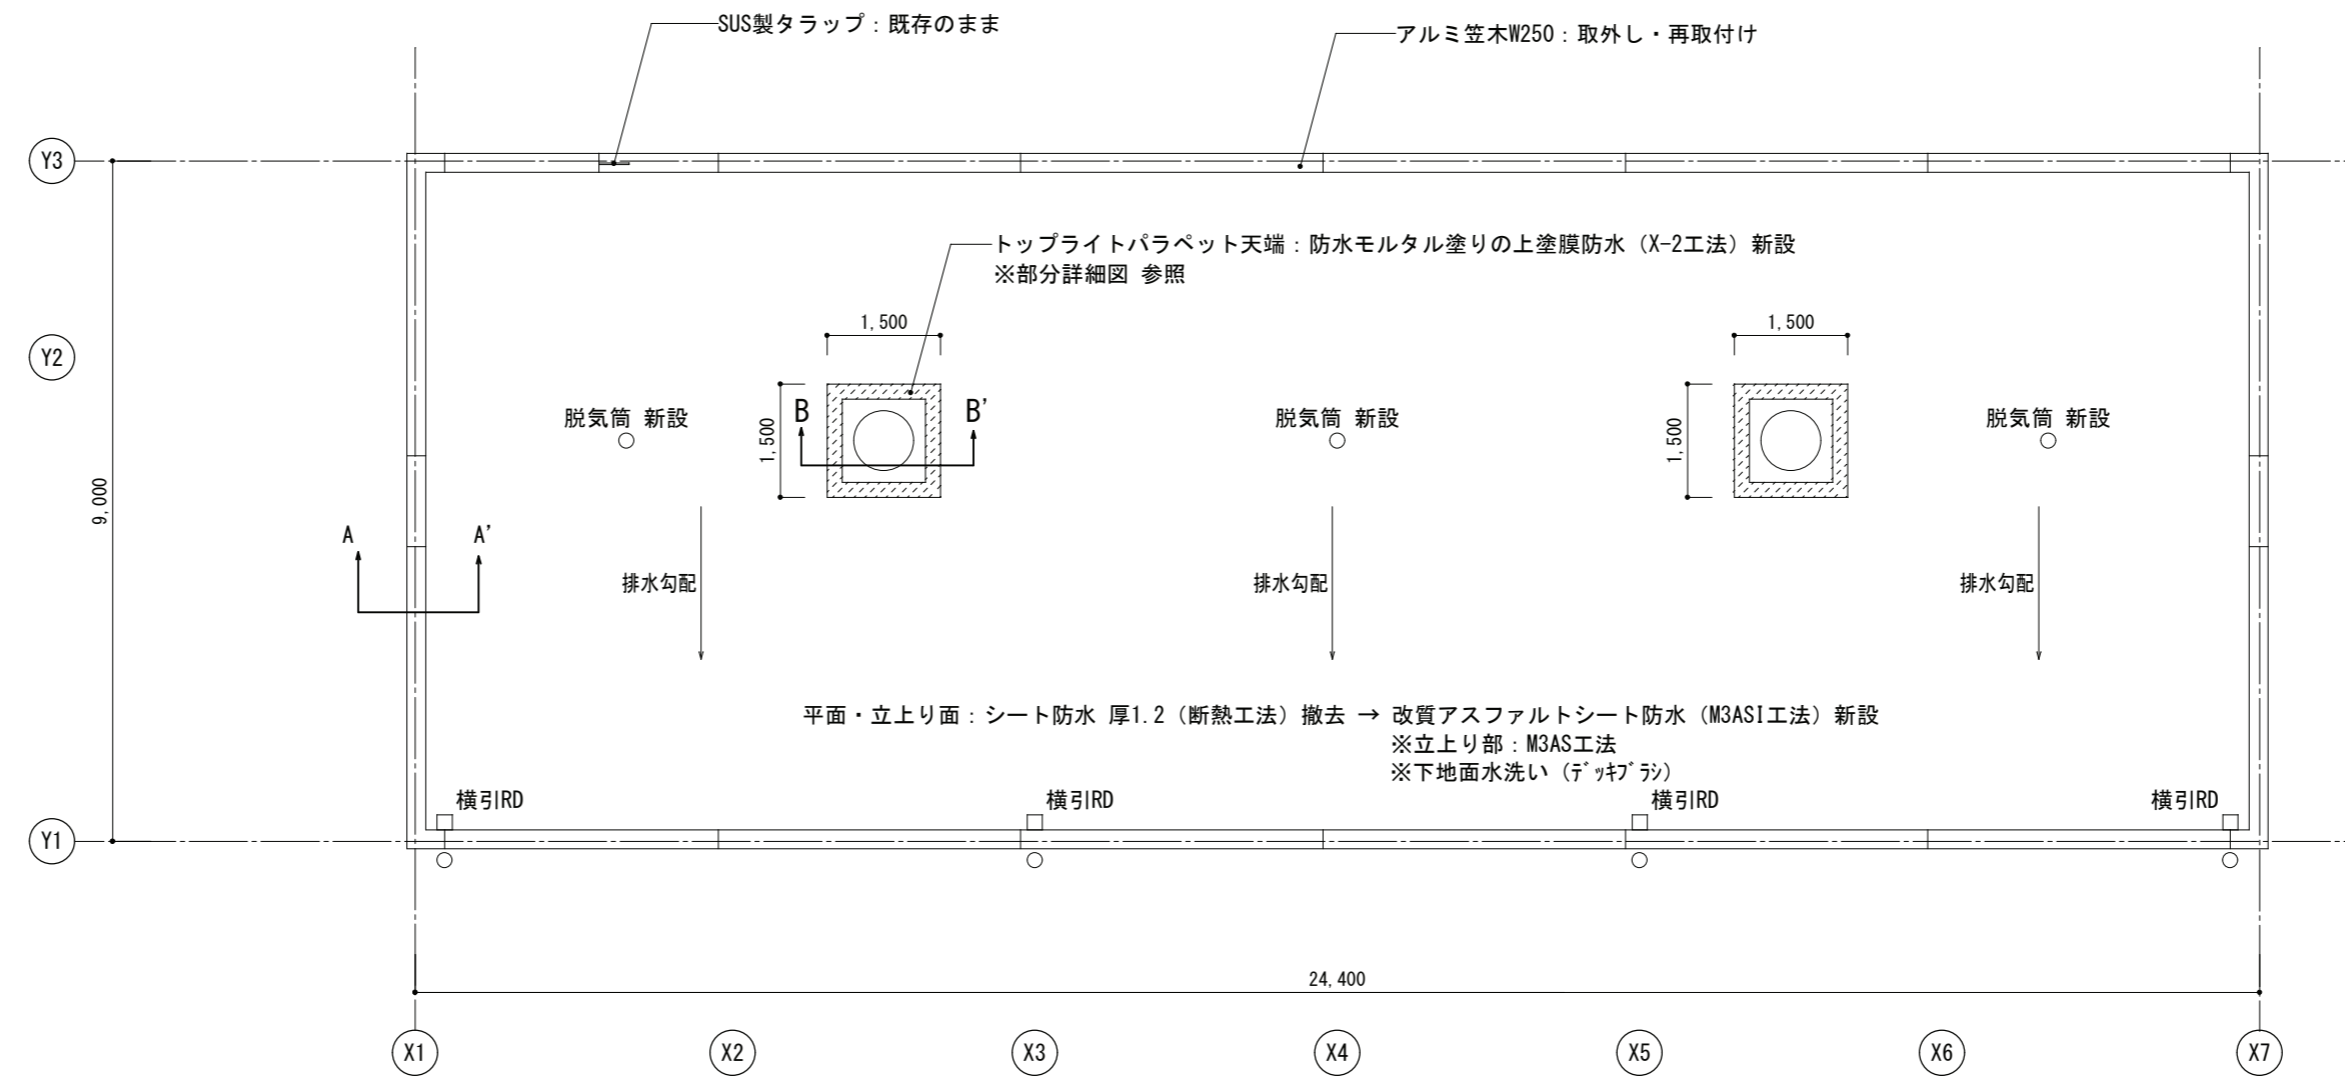 SUS製タラップ：既存のまま
アルミ笠木W250：取外し・再取付け
Y3
トップライトパラペット天端：防水モルタル塗りの上塗膜防水（X-2工法）新設
※部分詳細図 参照
1,500
1,500
Y2
脱気筒 新設
1,500
B
B'
脱気筒 新設
1,500
脱気筒 新設
9,000
A
A'
排水勾配
排水勾配
排水勾配
平面・立上り面：シート防水 厚1.2（断熱工法）撤去 → 改質アスファルトシート防水（M3ASI工法）新設
※立上り部：M3AS工法
※下地面水洗い（ﾃﾞｯｷﾌﾞﾗｼ）
横引RD
横引RD
横引RD
横引RD
Y1
24,400
X1
X2
X3
X4
X5
X6
X7